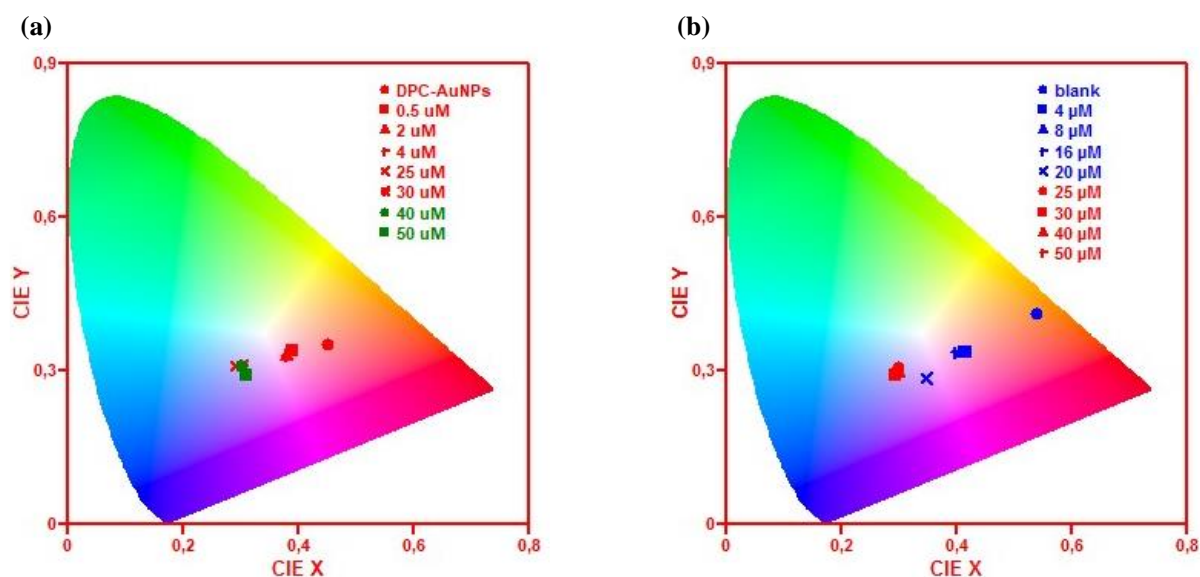 (a)
0,9
DPC-AuNPs
0.5 uM
2 uM
4 uM
25 uM
30 uM
40 uM
50 uM
0,6
CIE Y
0,3
0
0
0,2
0,4
0,6
0,8
CIE X
(b)
0,9
blank
4 µM
8 µM
16 µM
20 µM
25 µM
30 µM
40 µM
50 µM
0,6
CIE Y
0,3
0
0
0,2
0,4
0,6
0,8
CIE X